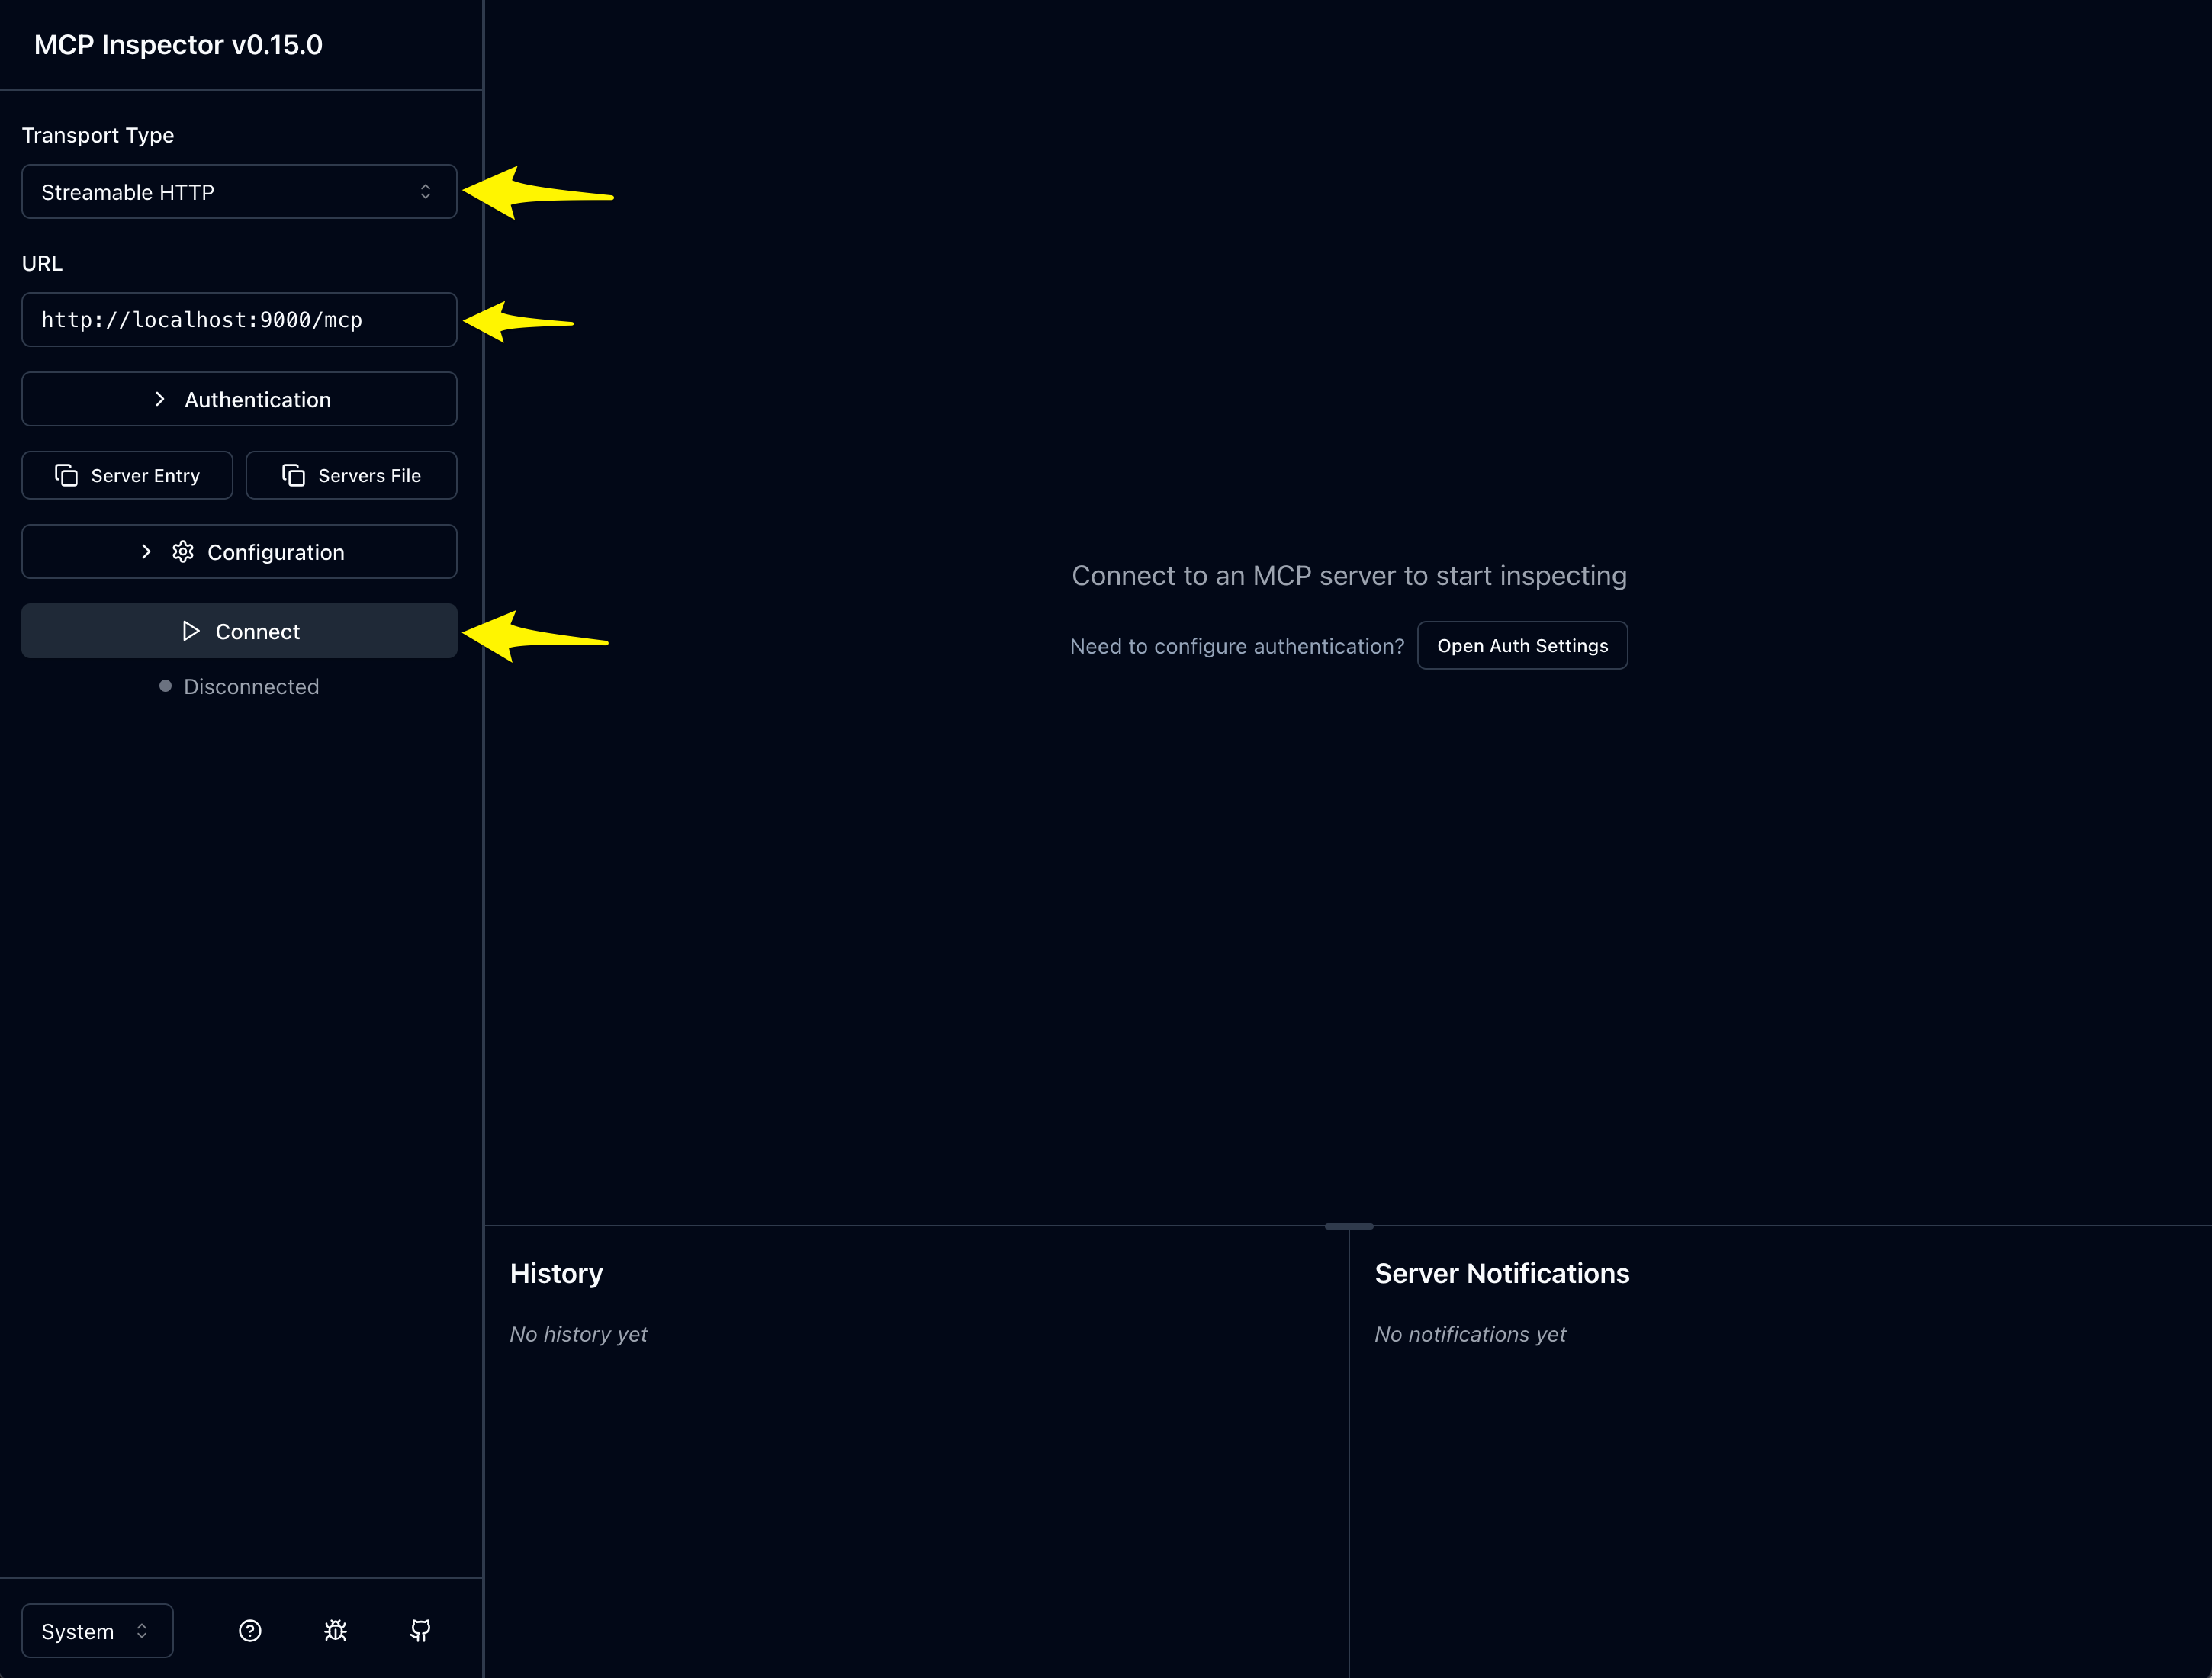 MCP Inspector v0.15.0
Transport Type
Streamable HTTP
URL
http://localhost:9000/mcp
Authentication
Server Entry
Servers File
Configuration
Connect
Disconnected
System
Connect to an MCP server to start inspecting
Need to configure authentication?
Open Auth Settings
History
No history yet
Server Notifications
No notifications yet